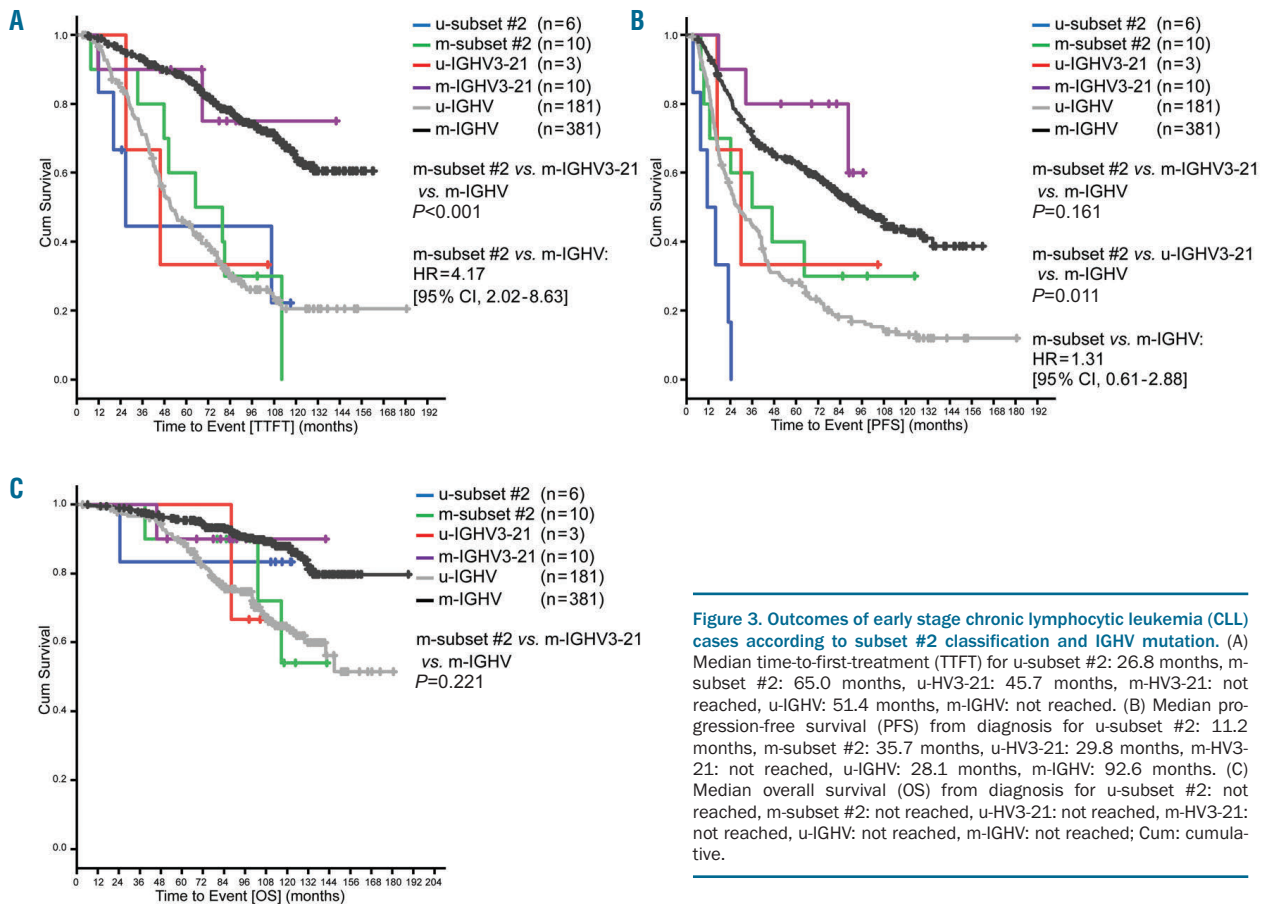 A
Cum Survival
1.0
0.8
0.6
0.4
0.2
0.0
0 12 24 36 48 60 72 84 96 108 120 132 144 156 168 180 192
Time to Event [TTFT] (months)
u-subset #2 (n=6)
m-subset #2 (n=10)
u-IGHV3-21 (n=3)
m-IGHV3-21 (n=10)
u-IGHV (n=181)
m-IGHV (n=381)
m-subset #2 vs. m-IGHV3-21
vs. m-IGHV
P<0.001
m-subset #2 vs. m-IGHV:
HR=4.17
[95% CI, 2.02-8.63]
B
Cum Survival
1.0
0.8
0.6
0.4
0.2
0.0
0 12 24 36 48 60 72 84 96 108 120 132 144 156 168 180 192
Time to Event [PFS] (months)
u-subset #2 (n=6)
m-subset #2 (n=10)
u-IGHV3-21 (n=3)
m-IGHV3-21 (n=10)
u-IGHV (n=181)
m-IGHV (n=381)
m-subset #2 vs. m-IGHV3-21
vs. m-IGHV
P=0.161
m-subset #2 vs. u-IGHV3-21
vs. m-IGHV
P=0.011
m-subset vs. m-IGHV:
HR=1.31
[95% CI, 0.61-2.88]
C
Cum Survival
1.0
0.8
0.6
0.4
0.2
0.0
0 12 24 36 48 60 72 84 96 108 120 132 144 156 168 180 192 204
Time to Event [OS] (months)
u-subset #2 (n=6)
m-subset #2 (n=10)
u-IGHV3-21 (n=3)
m-IGHV3-21 (n=10)
u-IGHV (n=181)
m-IGHV (n=381)
m-subset #2 vs. m-IGHV3-21
vs. m-IGHV
P=0.221
Figure 3. Outcomes of early stage chronic lymphocytic leukemia (CLL)
cases according to subset #2 classification and IGHV mutation. (A)
Median time-to-first-treatment (TTFT) for u-subset #2: 26.8 months, m-
subset #2: 65.0 months, u-HV3-21: 45.7 months, m-HV3-21: not
reached, u-IGHV: 51.4 months, m-IGHV: not reached. (B) Median pro-
gression-free survival (PFS) from diagnosis for u-subset #2: 11.2
months, m-subset #2: 35.7 months, u-HV3-21: 29.8 months, m-HV3-
21: not reached, u-IGHV: 28.1 months, m-IGHV: 92.6 months. (C)
Median overall survival (OS) from diagnosis for u-subset #2: not
reached, m-subset #2: not reached, u-HV3-21: not reached, m-HV3-21:
not reached, u-IGHV: not reached, m-IGHV: not reached; Cum: cumula-
tive.